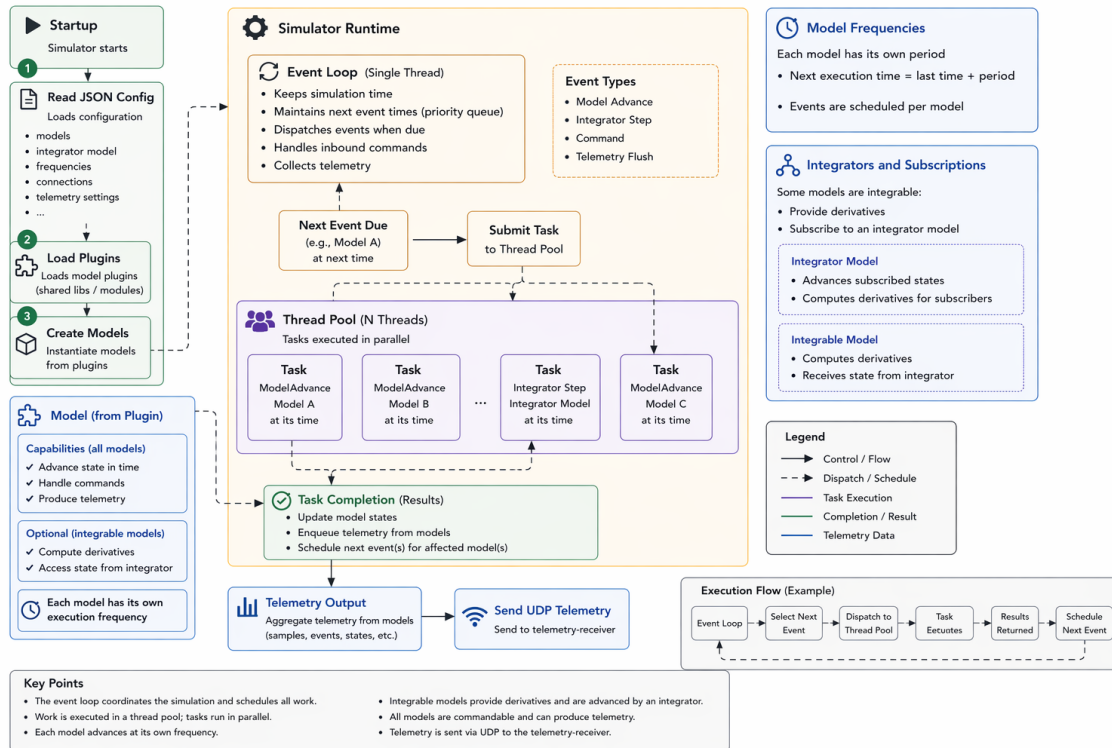 Startup
Simulator starts
1
Read JSON Config
Loads configuration
• models
• integrator model
• frequencies
• connections
• telemetry settings
• ...
2
Load Plugins
Loads model plugins
(shared libs / modules)
3
Create Models
Instantiate models
from plugins
Model (from Plugin)
Capabilities (all models)
✓ Advance state in time
✓ Handle commands
✓ Produce telemetry
Optional (integrable models)
✓ Compute derivatives
✓ Access state from integrator
Each model has its own
execution frequency
Simulator Runtime
Event Loop (Single Thread)
• Keeps simulation time
• Maintains next event times (priority queue)
• Dispatches events when due
• Handles inbound commands
• Collects telemetry
Event Types
• Model Advance
• Integrator Step
• Command
• Telemetry Flush
Next Event Due
(e.g., Model A)
at next time
Submit Task
to Thread Pool
Thread Pool (N Threads)
Tasks executed in parallel
Task
ModelAdvance
Model A
at its time
Task
ModelAdvance
Model B
at its time
...
Task
Integrator Step
Integrator Model
at its time
Task
ModelAdvance
Model C
at its time
Task Completion (Results)
• Update model states
• Enqueue telemetry from models
• Schedule next event(s) for affected model(s)
Telemetry Output
Aggregate telemetry from models
(samples, events, states, etc.)
Send UDP Telemetry
Send to telemetry-receiver
Model Frequencies
Each model has its own period
• Next execution time = last time + period
• Events are scheduled per model
Integrators and Subscriptions
Some models are integrable:
• Provide derivatives
• Subscribe to an integrator model
Integrator Model
• Advances subscribed states
• Computes derivatives for subscribers
Integrable Model
• Computes derivatives
• Receives state from integrator
Legend
Control / Flow
Dispatch / Schedule
Task Execution
Completion / Result
Telemetry Data
Execution Flow (Example)
Event Loop
Select Next
Event
Dispatch to
Thread Pool
Task
Eetuotes
Results
Returned
Schedule
Next Event
Key Points
• The event loop coordinates the simulation and schedules all work.
• Work is executed in a thread pool; tasks run in parallel.
• Each model advances at its own frequency.
• Integrable models provide derivatives and are advanced by an integrator.
• All models are commandable and can produce telemetry.
• Telemetry is sent via UDP to the telemetry-receiver.